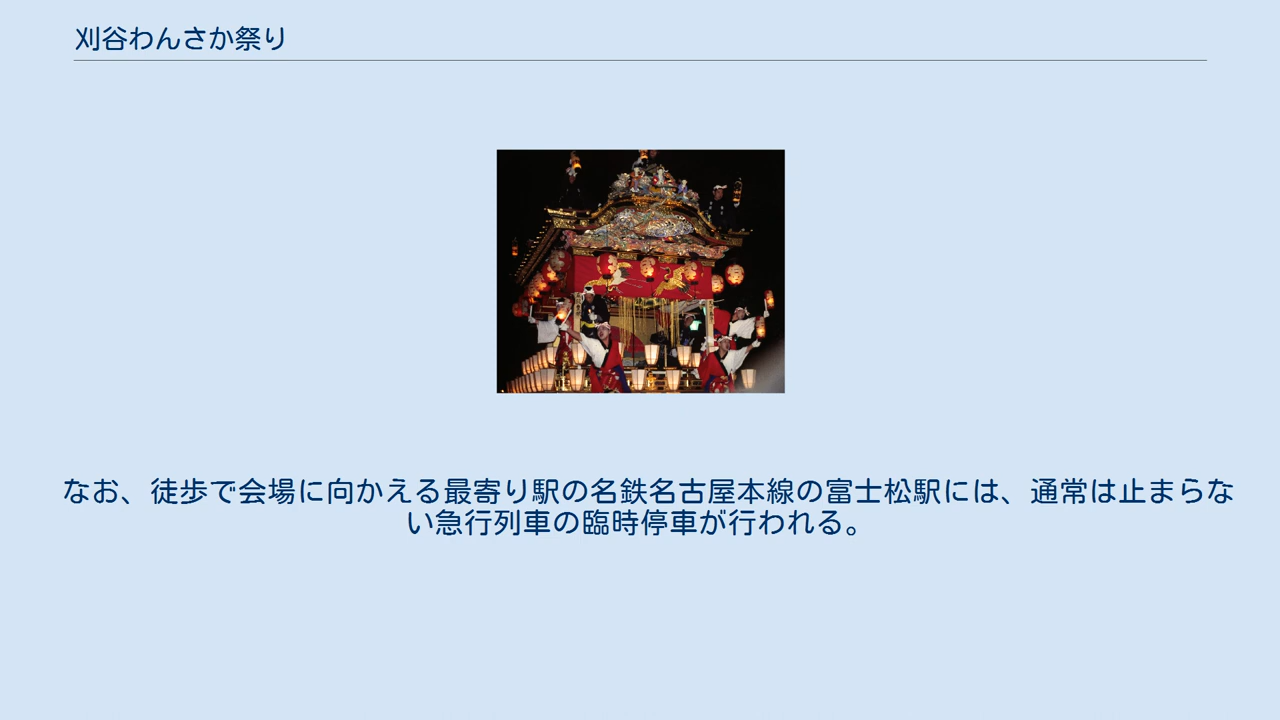 刈谷わんさか祭り
なお、徒歩で会場に向かえる最寄り駅の名鉄名古屋本線の富士松駅には、通常は止まらな
い急行列車の臨時停車が行われる。